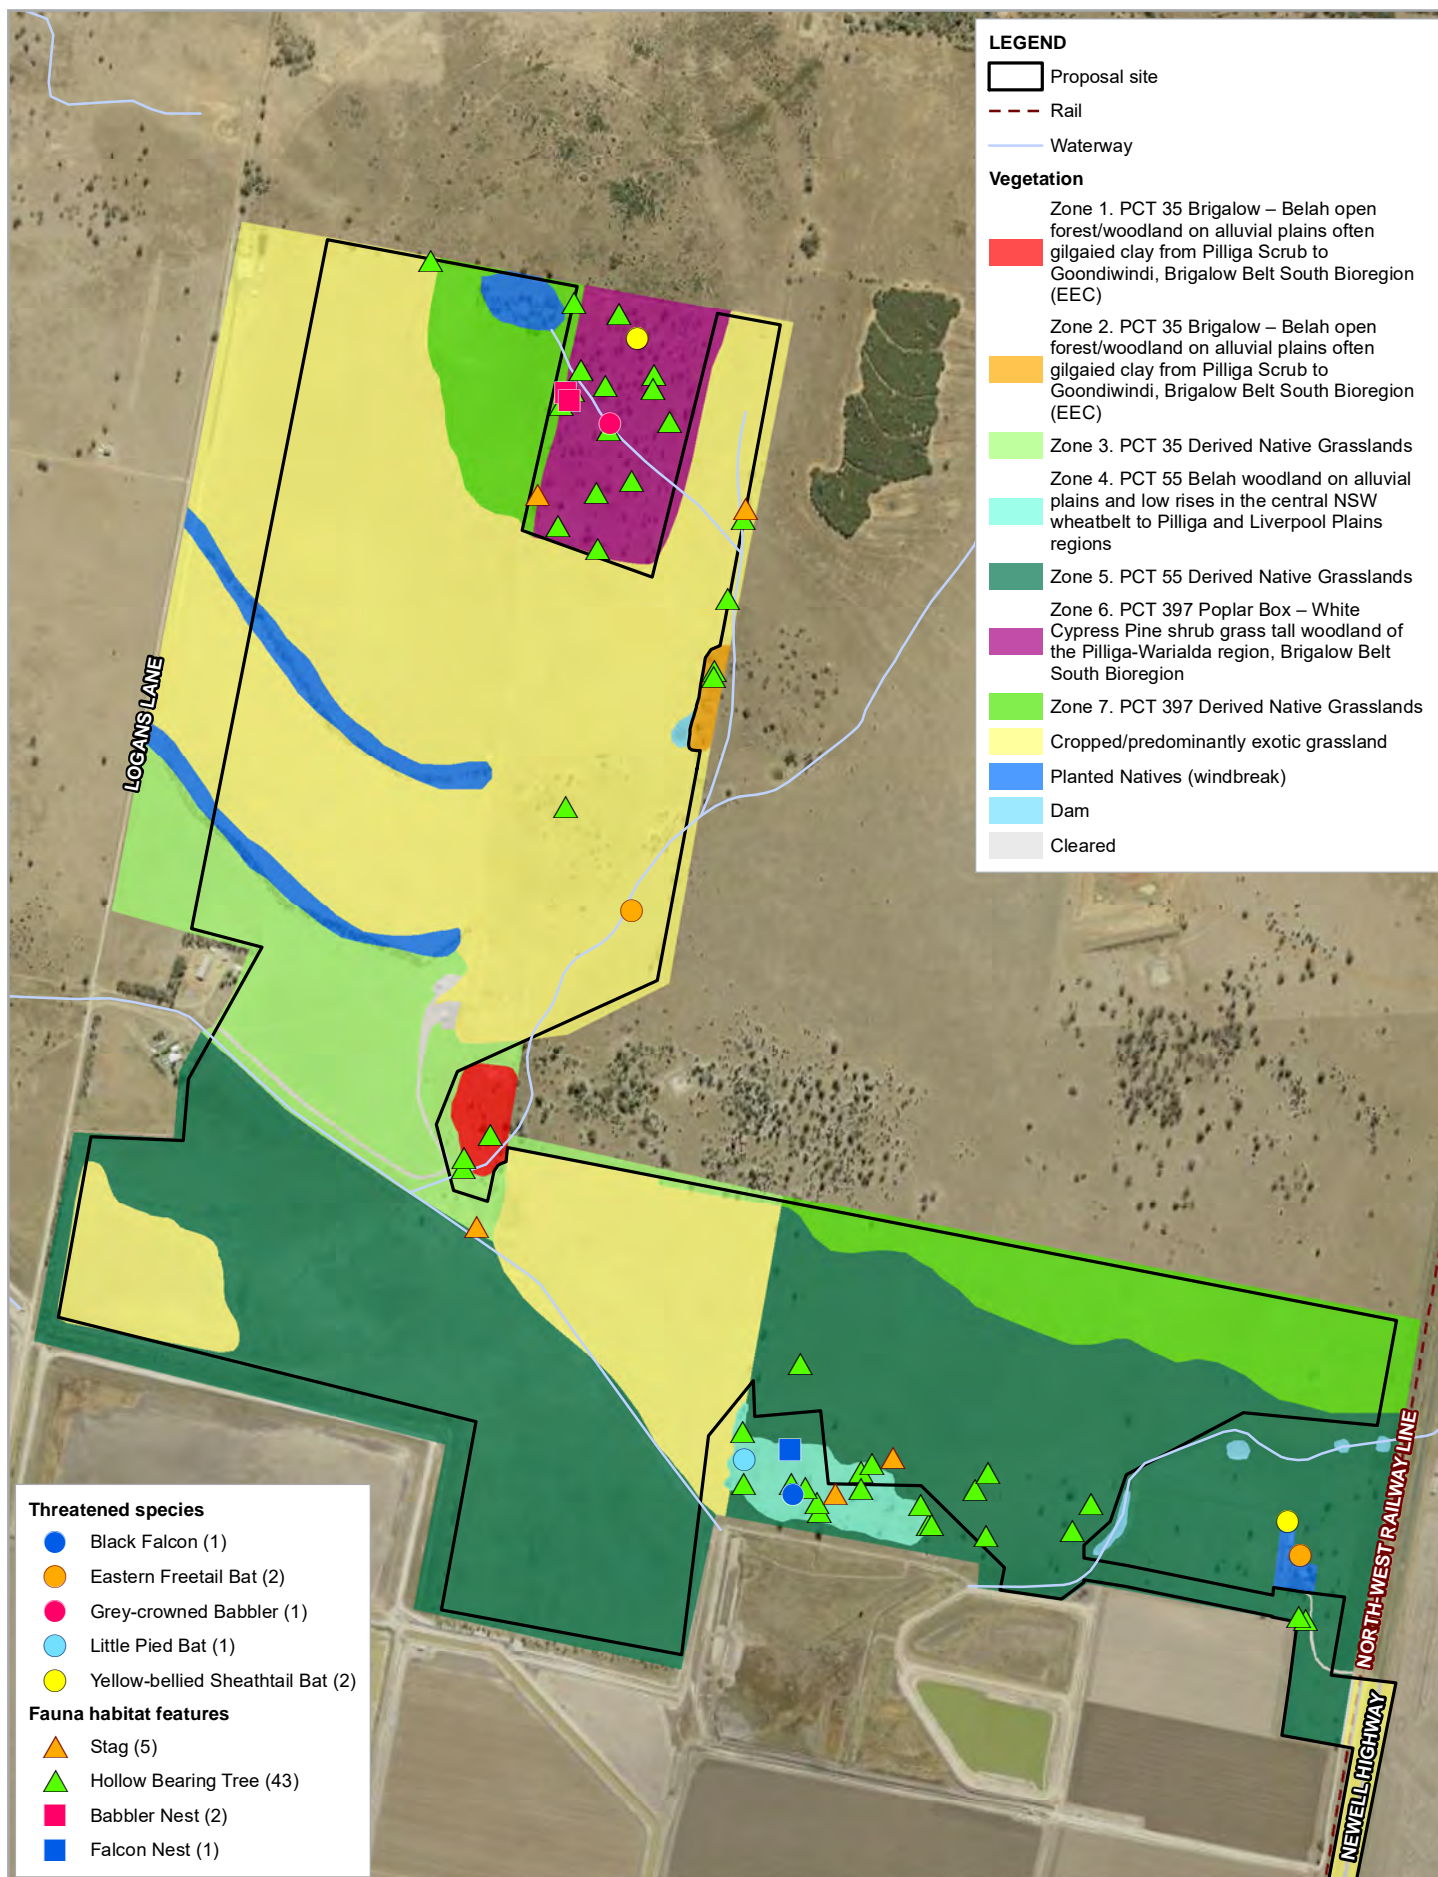 LEGEND
Proposal site
Rail
Waterway
Vegetation
Zone 1. PCT 35 Brigalow – Belah open
forest/woodland on alluvial plains often
gilgaied clay from Pilliga Scrub to
Goondiwindi, Brigalow Belt South Bioregion
(EEC)
Zone 2. PCT 35 Brigalow – Belah open
forest/woodland on alluvial plains often
gilgaied clay from Pilliga Scrub to
Goondiwindi, Brigalow Belt South Bioregion
(EEC)
Zone 3. PCT 35 Derived Native Grasslands
Zone 4. PCT 55 Belah woodland on alluvial
plains and low rises in the central NSW
wheatbelt to Pilliga and Liverpool Plains
regions
Zone 5. PCT 55 Derived Native Grasslands
Zone 6. PCT 397 Poplar Box – White
Cypress Pine shrub grass tall woodland of
the Pilliga-Warialda region, Brigalow Belt
South Bioregion
Zone 7. PCT 397 Derived Native Grasslands
Cropped/predominantly exotic grassland
Planted Natives (windbreak)
Dam
Cleared
LOGANS LANE
NORTH-WEST RAILWAY LINE
NEWELL HIGHWAY
Threatened species
Black Falcon (1)
Eastern Freetail Bat (2)
Grey-crowned Babbler (1)
Little Pied Bat (1)
Yellow-bellied Sheathtail Bat (2)
Fauna habitat features
Stag (5)
Hollow Bearing Tree (43)
Babbler Nest (2)
Falcon Nest (1)